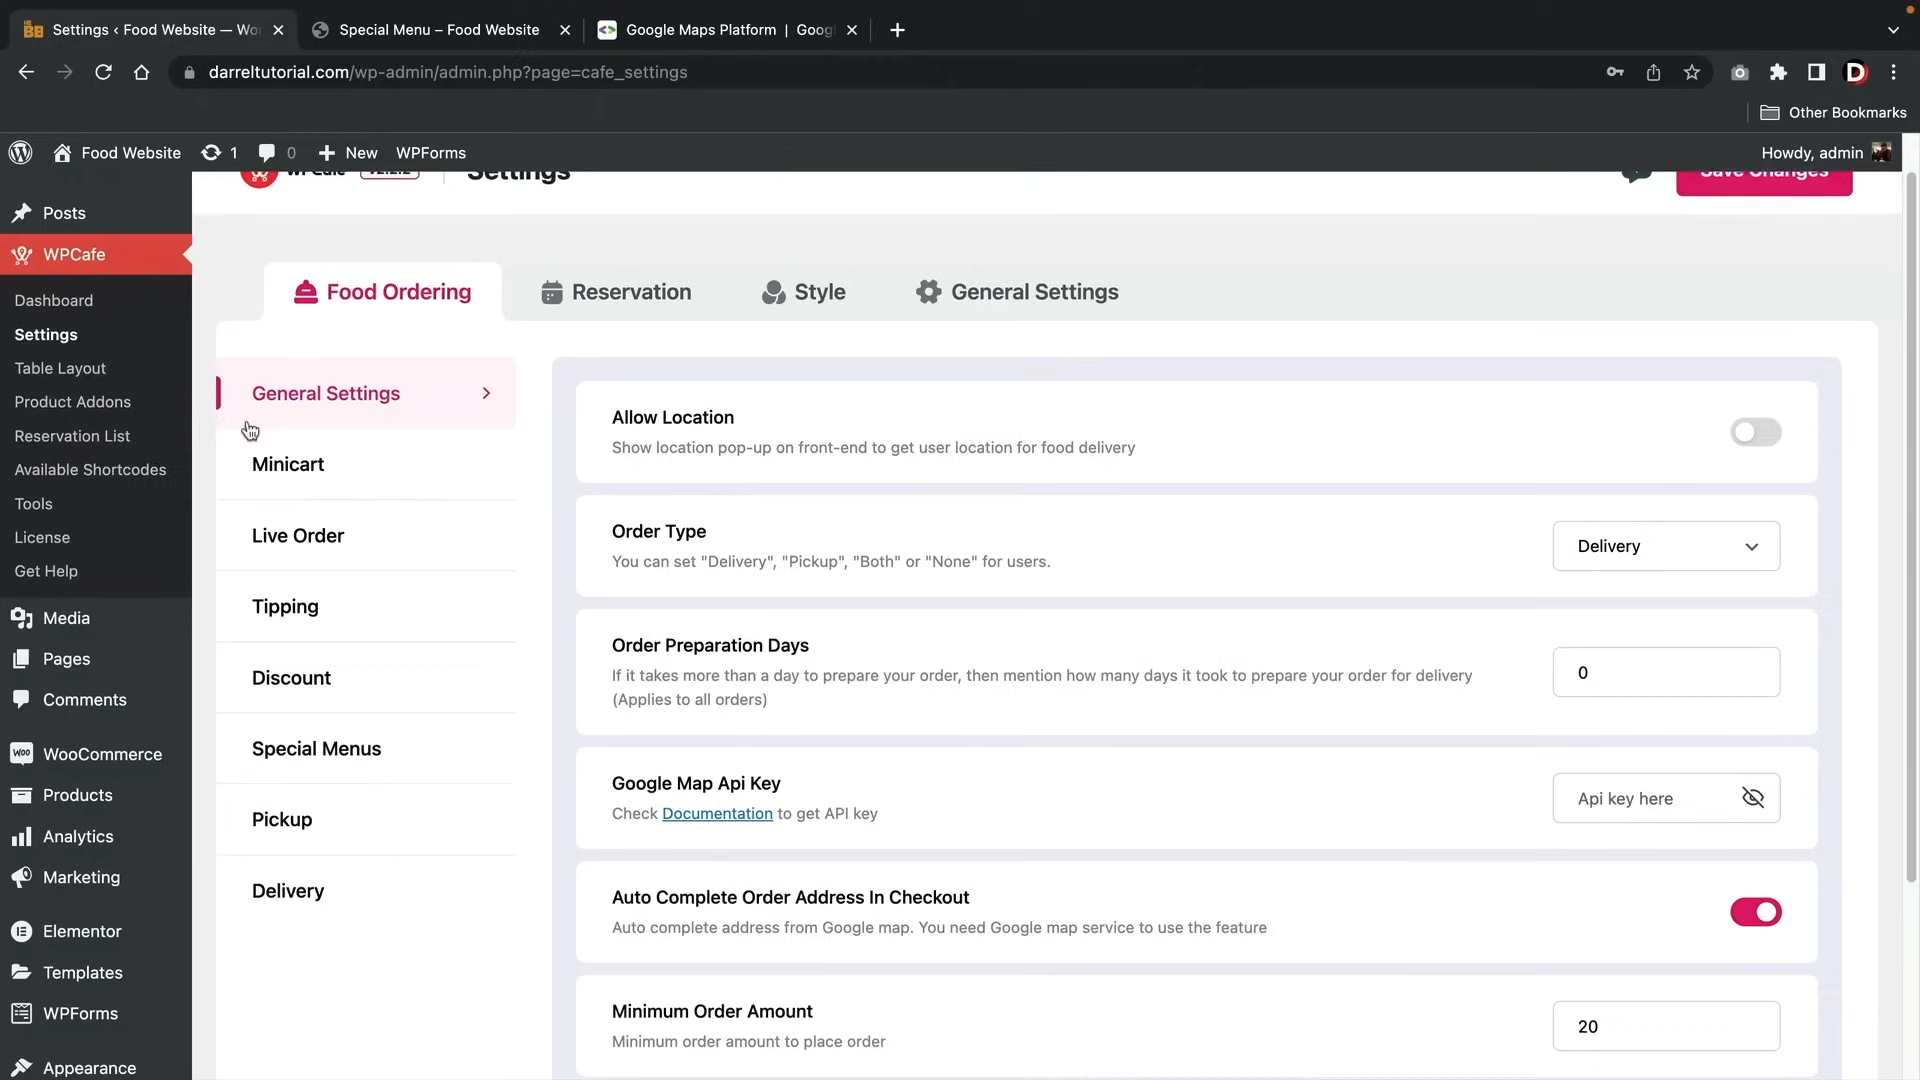 Settings ‹ Food Website — Wo
Special Menu – Food Website
Google Maps Platform | Goog
darreltutorial.com/wp-admin/admin.php?page=cafe_settings
Other Bookmarks
Food Website
1
0
New
WPForms
Howdy, admin
WPCafe
V2.2.2
Settings
Save Changes
Posts
WPCafe
Dashboard
Settings
Table Layout
Product Addons
Reservation List
Available Shortcodes
Tools
License
Get Help
Media
Pages
Comments
WooCommerce
Products
Analytics
Marketing
Elementor
Templates
WPForms
Appearance
Food Ordering
Reservation
Style
General Settings
General Settings
Minicart
Live Order
Tipping
Discount
Special Menus
Pickup
Delivery
Allow Location
Show location pop-up on front-end to get user location for food delivery
Order Type
You can set "Delivery", "Pickup", "Both" or "None" for users.
Delivery
Order Preparation Days
If it takes more than a day to prepare your order, then mention how many days it took to prepare your order for delivery
(Applies to all orders)
0
Google Map Api Key
Check Documentation to get API key
Api key here
Auto Complete Order Address In Checkout
Auto complete address from Google map. You need Google map service to use the feature
Minimum Order Amount
Minimum order amount to place order
20